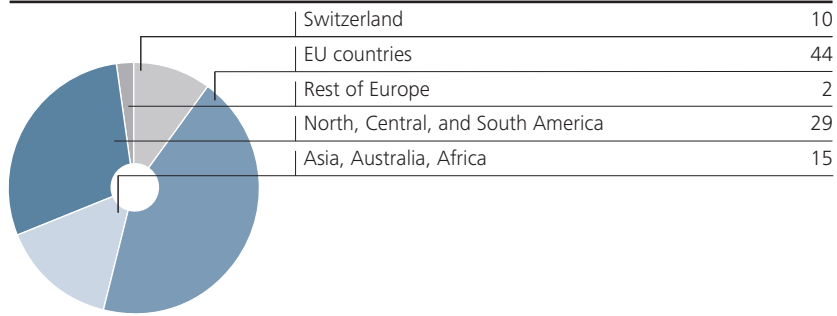 Switzerland 10
EU countries 44
Rest of Europe 2
North, Central, and South America 29
Asia, Australia, Africa 15